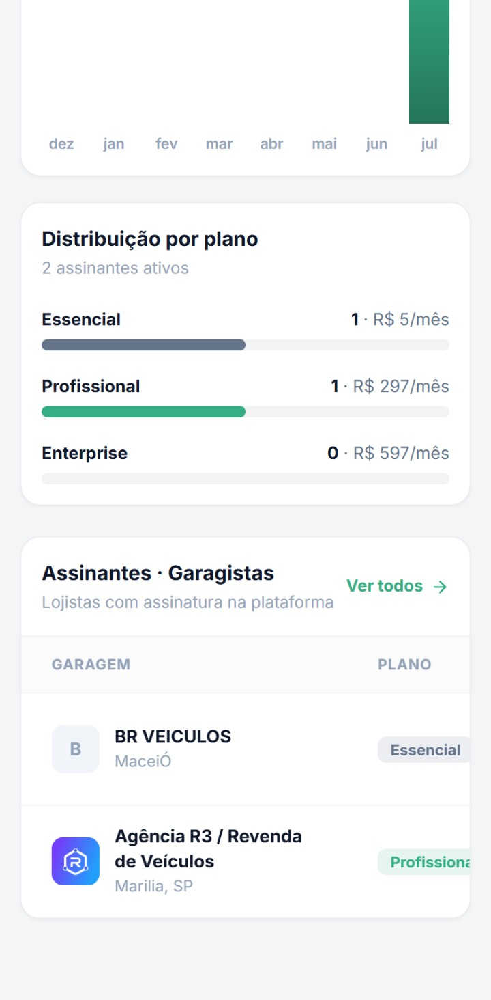 dez jan fev mar abr mai jun jul
Distribuição por plano
2 assinantes ativos
Essencial 1 · R$ 5/mês
Profissional 1 · R$ 297/mês
Enterprise 0 · R$ 597/mês
Assinantes · Garagistas
Ver todos →
Lojistas com assinatura na plataforma
GARAGEM PLANO
B
BR VEICULOS
MaceiÓ
Essencial
R
Agência R3 / Revenda
de Veículos
Marilia, SP
Profissiona